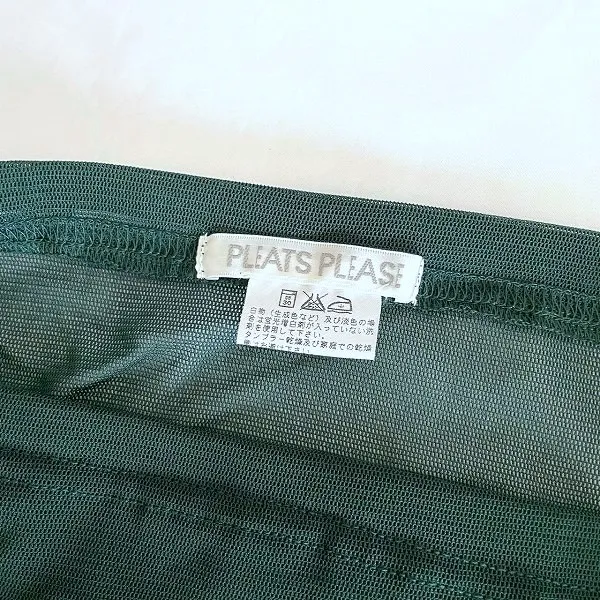 PLEATS PLEASE
30
白物(生成色など)及び淡色の場
合は蛍光増白剤が入っていない洗
剤を使用して下さい。
タンブラー乾燥及び家庭での乾燥